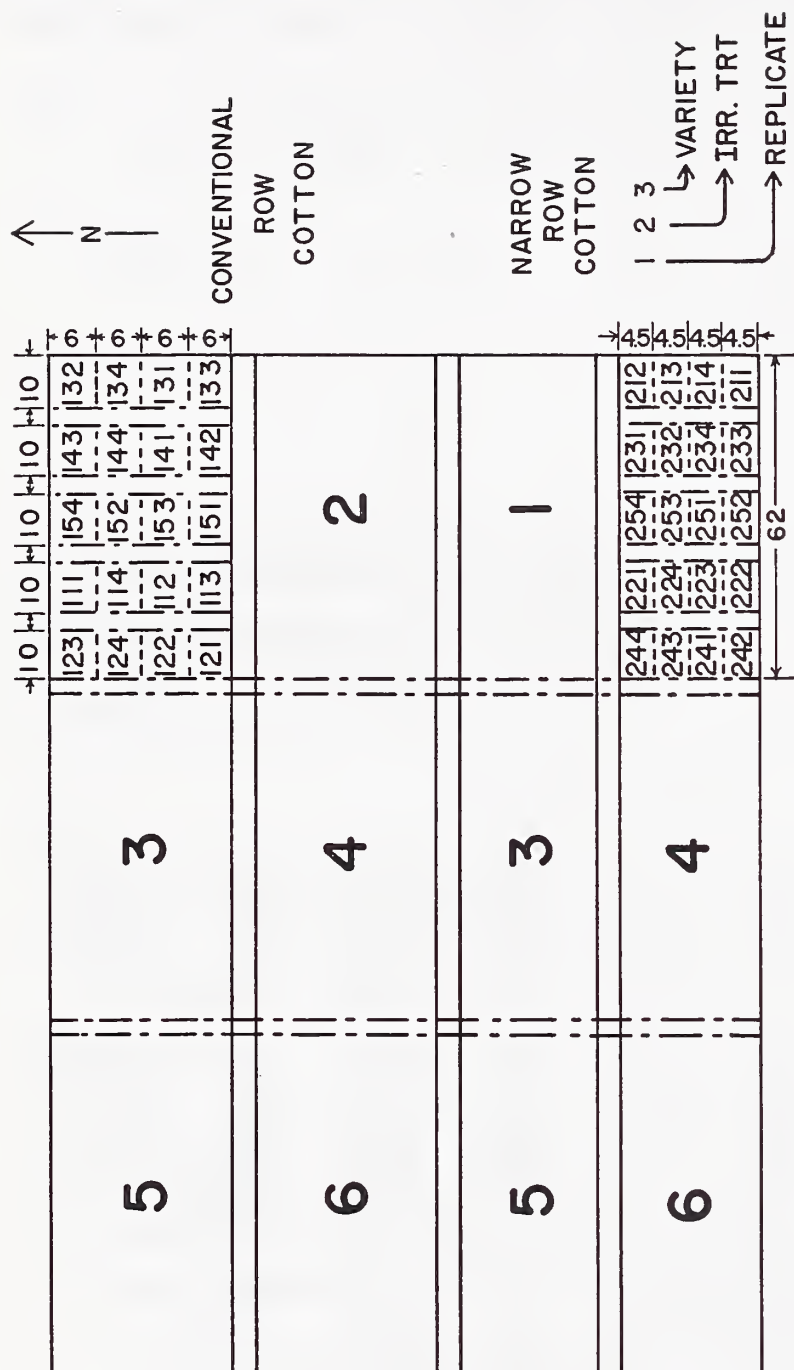 N
CONVENTIONAL
ROW
COTTON
NARROW
ROW
COTTON
1 2 3
VARIETY
IRR. TRT
REPLICATE
10 10 10 10 10
123 111 154 143 132 6
124 114 152 144 134 6
122 112 153 141 131 6
121 113 151 142 133 6
5 3
6 4 2
5 3 1
6 4
244 221 254 231 212 4.5
243 224 253 232 213 4.5
241 223 251 234 214 4.5
242 222 252 233 211 4.5
62